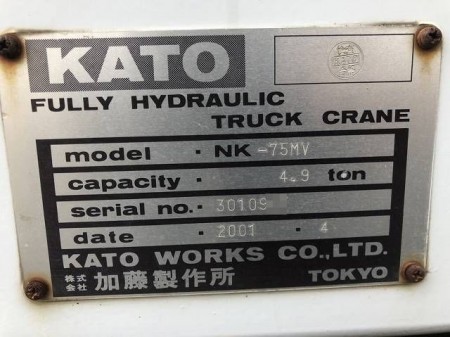 KATO
FULLY HYDRAULIC
TRUCK CRANE
model · NK -75MV
capacity · 4.9 ton
serial no. · 30109
date · 2001 · 4
KATO WORKS CO.,LTD.
株式会社 加藤製作所 TOKYO